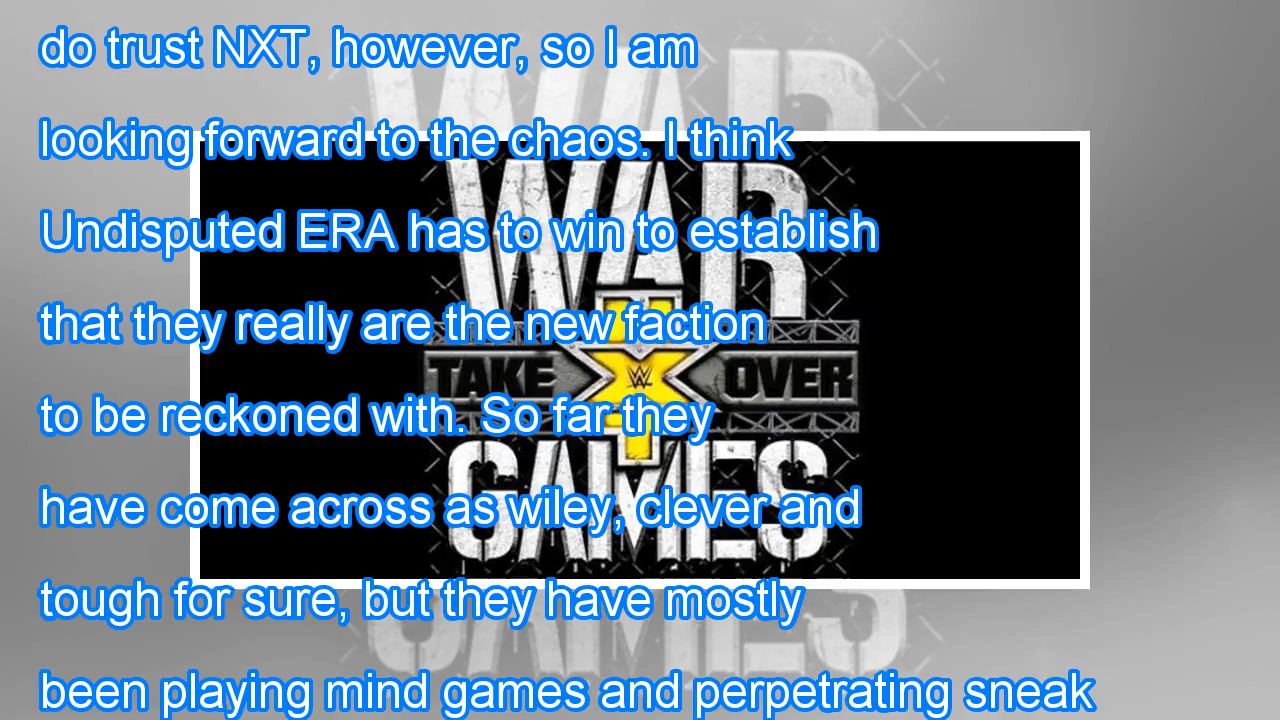 do trust NXT, however, so I am
looking forward to the chaos. I think
Undisputed ERA has to win to establish
that they really are the new faction
to be reckoned with. So far they
have come across as wiley, clever and
tough for sure, but they have mostly
been playing mind games and perpetrating sneak
WAR
TAKE OVER
GAMES